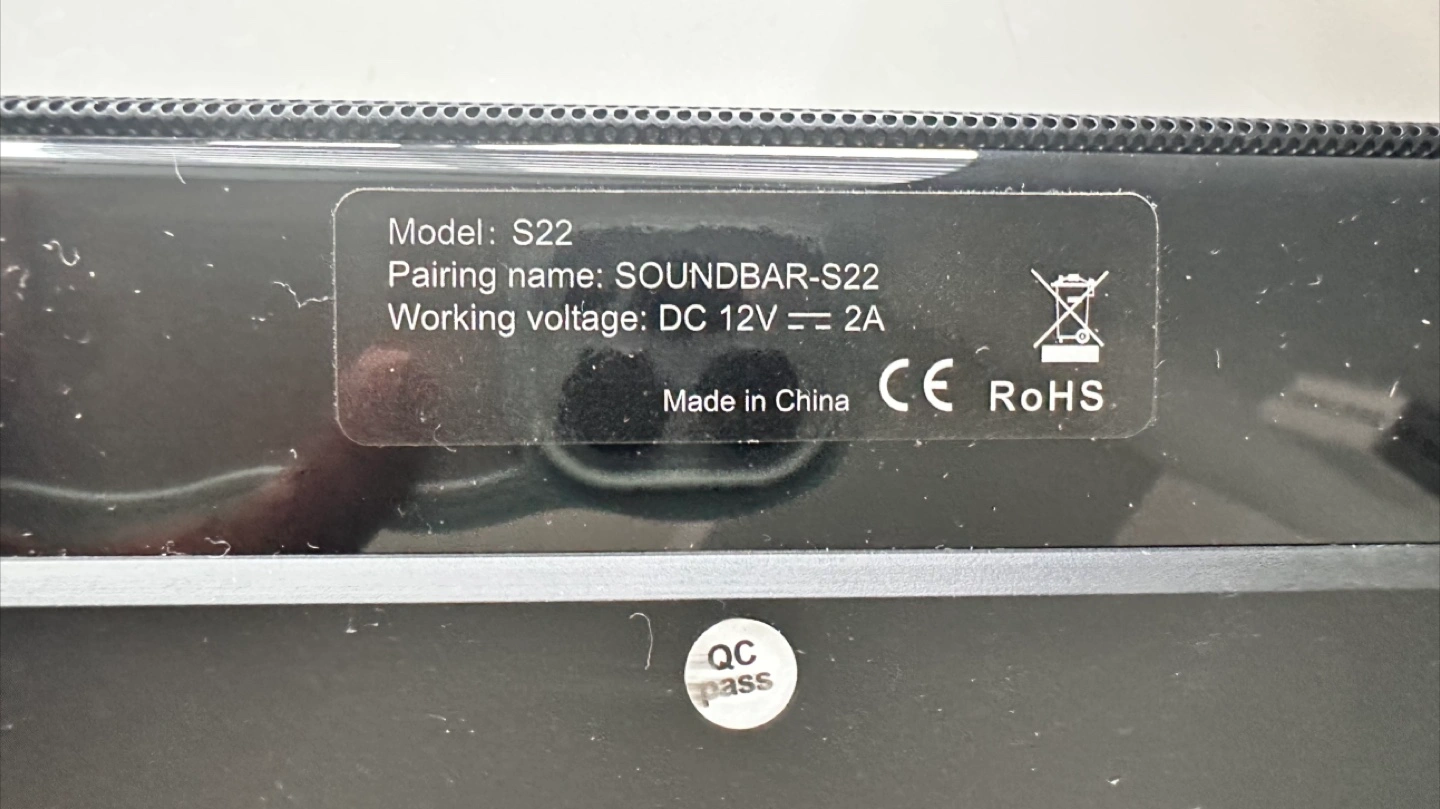 Model: S22
Pairing name: SOUNDBAR-S22
Working voltage: DC 12V ⎓ 2A
Made in China CE RoHS
QC
pass